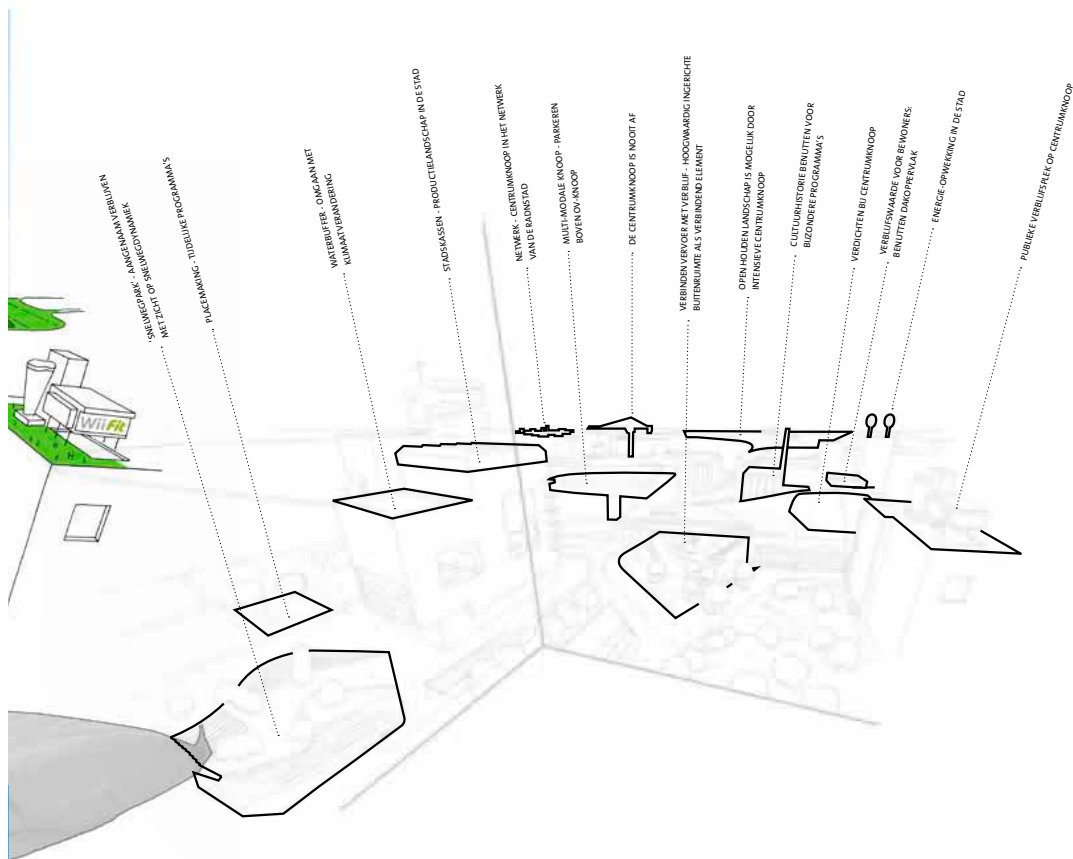 SNELWEGPARK - AANGENAAM VERBLIJVEN
MET ZICHT OP SNELWEGDYNAMIEK
PLACEMAKING - TIJDELIJKE PROGRAMMA'S
WATERBUFFER - OMGAAN MET
KLIMAATVERANDERING
STADSKASSEN - PRODUCTIELANDSCHAP IN DE STAD
NETWERK - CENTRUMKNOOP IN HET NETWERK
VAN DE RADNSTAD
MULTI-MODALE KNOOP - PARKEREN
BOVEN OV-KNOOP
DE CENTRUMKNOOP IS NOOIT AF
VERBINDEN VERVOER MET VERBLIJF - HOOGWAARDIG INGERICHTE
BUITENRUIMTE ALS VERBINDEND ELEMENT
OPEN HOUDEN LANDSCHAP IS MOGELIJK DOOR
INTENSIEVE CENTRUMKNOOP
CULTUURHISTORIE BENUTTEN VOOR
BIJZONDERE PROGRAMMA'S
VERDICHTEN BIJ CENTRUMKNOOP
VERBLIJFSWAARDE VOOR BEWONERS:
BENUTTEN DAKOPPERVLAK
ENERGIE-OPWEKKING IN DE STAD
PUBLIEKE VERBLIJFSPLEK OP CENTRUMKNOOP
Wii Fit